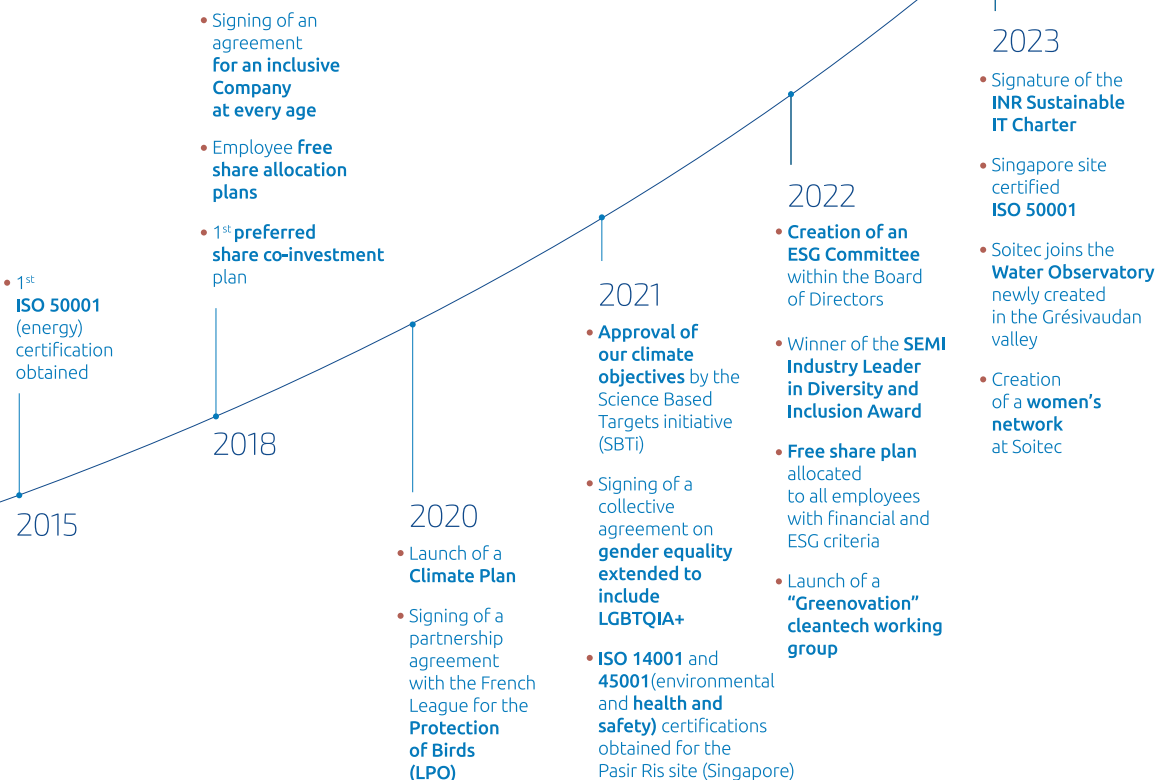 • 1st
ISO 50001
(energy)
certification
obtained
2015
• Signing of an
agreement
for an inclusive
Company
at every age
• Employee free
share allocation
plans
• 1st preferred
share co-investment
plan
2018
2020
• Launch of a
Climate Plan
• Signing of a
partnership
agreement
with the French
League for the
Protection
of Birds
(LPO)
2021
• Approval of
our climate
objectives by the
Science Based
Targets initiative
(SBTi)
• Signing of a
collective
agreement on
gender equality
extended to
include
LGBTQIA+
• ISO 14001 and
45001(environmental
and health and
safety) certifications
obtained for the
Pasir Ris site (Singapore)
2022
• Creation of an
ESG Committee
within the Board
of Directors
• Winner of the SEMI
Industry Leader
in Diversity and
Inclusion Award
• Free share plan
allocated
to all employees
with financial and
ESG criteria
• Launch of a
“Greenovation”
cleantech working
group
2023
• Signature of the
INR Sustainable
IT Charter
• Singapore site
certified
ISO 50001
• Soitec joins the
Water Observatory
newly created
in the Grésivaudan
valley
• Creation
of a women's
network
at Soitec